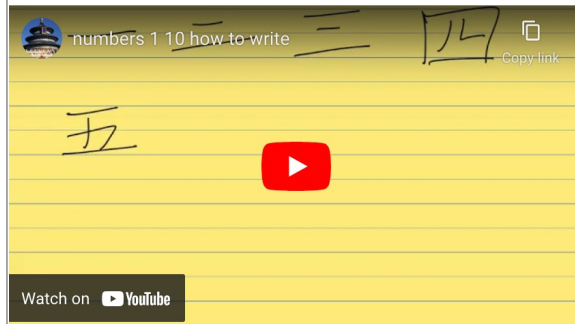 一 二 三 四
numbers 1 10 how to write
Copy link
五
Watch on YouTube